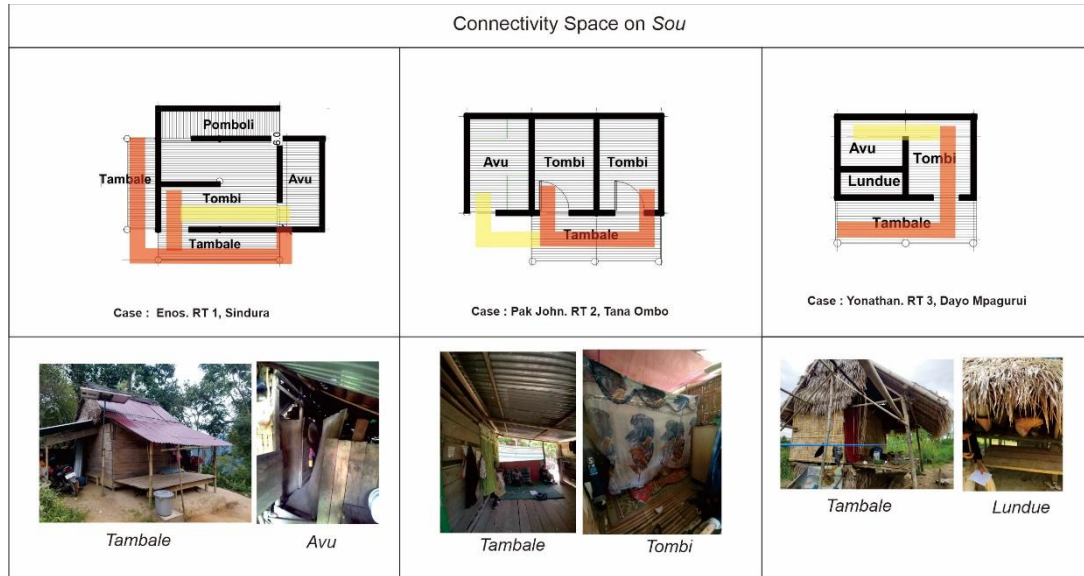 Connectivity Space on Sou
Pomboli
6.0
Tambale
Avu
Tombi
Tambale
Case : Enos. RT 1, Sindura
Avu
Tombi
Tombi
Tambale
Case : Pak John. RT 2, Tana Ombo
Avu
Tombi
Lundue
Tambale
Case : Yonathan. RT 3, Dayo Mpagurui
Tambale
Avu
Tambale
Tombi
Tambale
Lundue